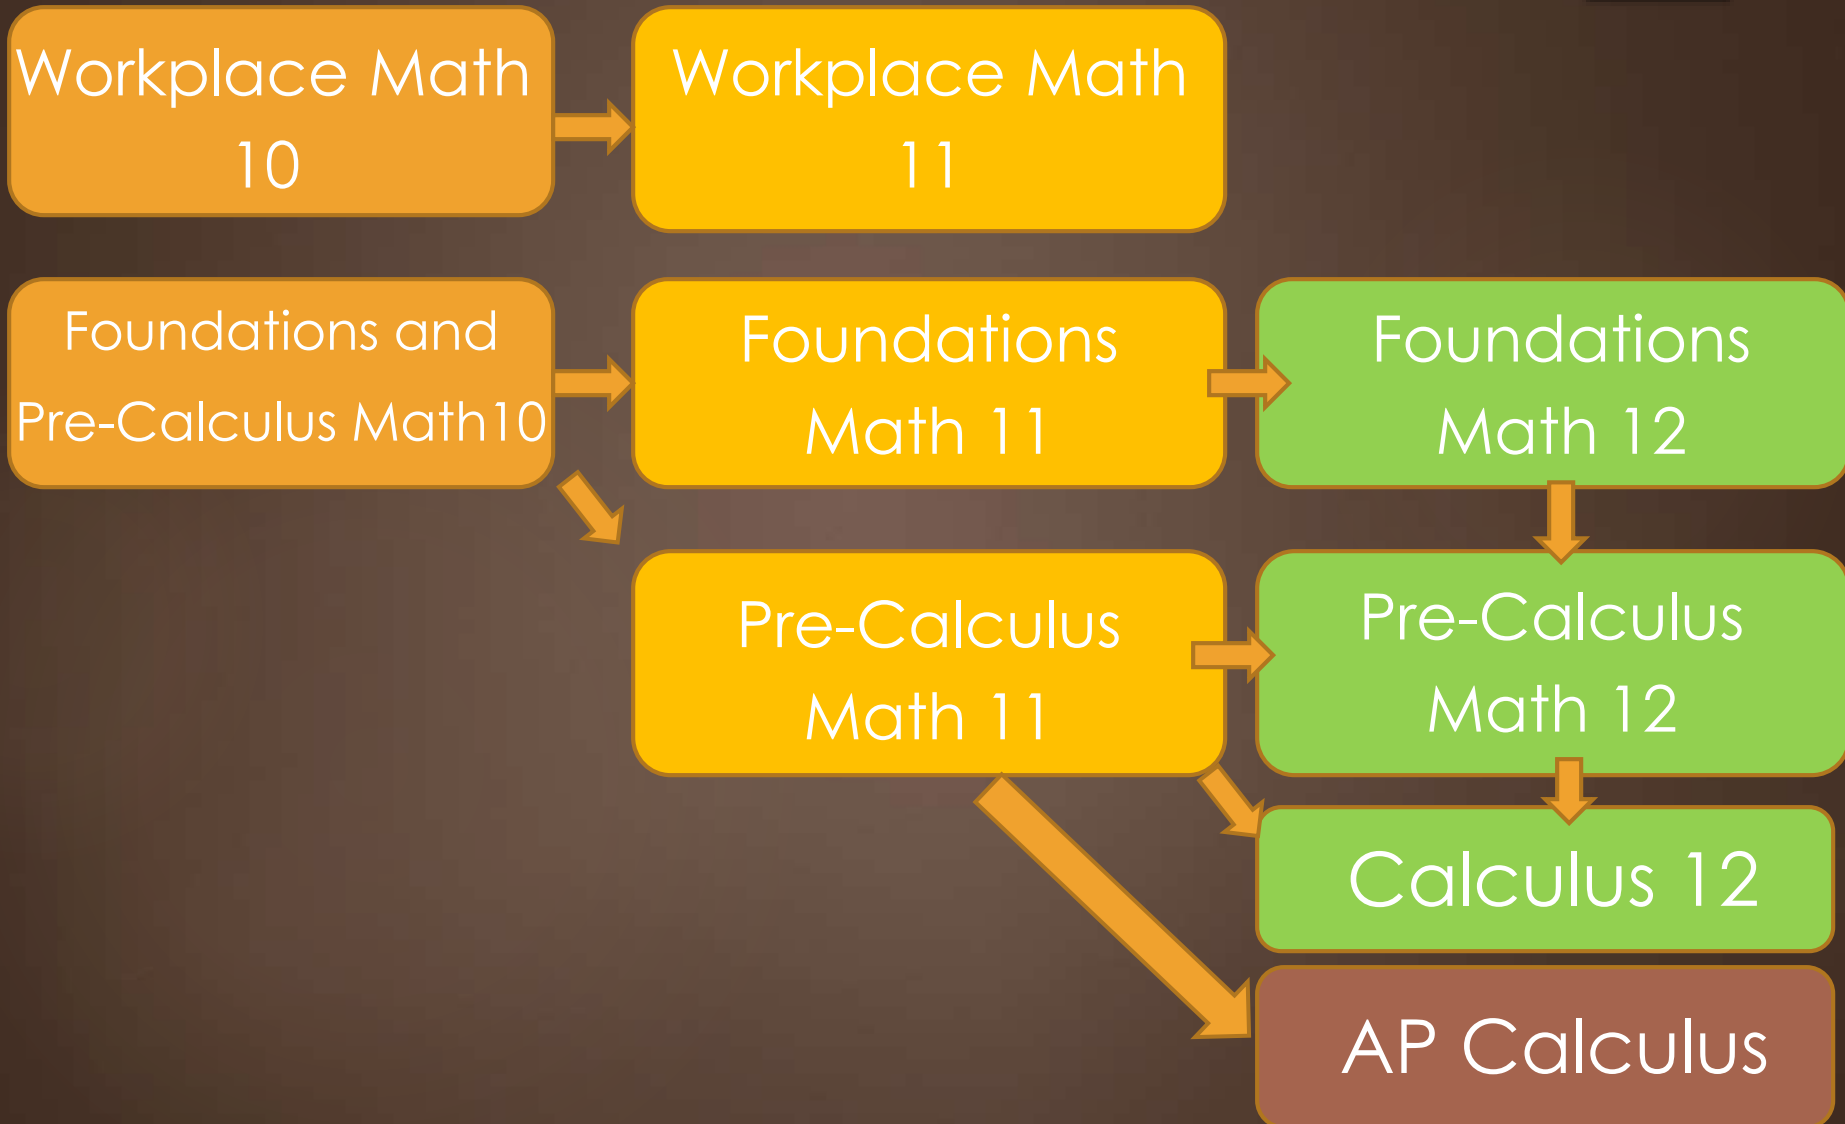 Workplace Math
10
Workplace Math
11
Foundations and
Pre-Calculus Math10
Foundations
Math 11
Foundations
Math 12
Pre-Calculus
Math 11
Pre-Calculus
Math 12
Calculus 12
AP Calculus